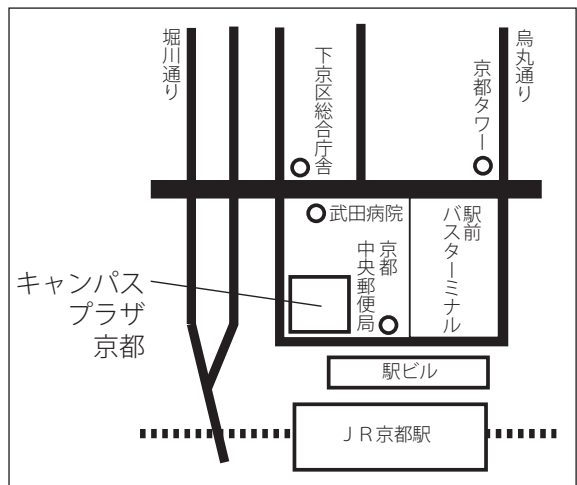 堀川通り
下京区総合庁舎
京都タワー
烏丸通り
武田病院
京都
中央郵便局
駅前
バスターミナル
キャンパス
プラザ
京都
駅ビル
ＪＲ京都駅